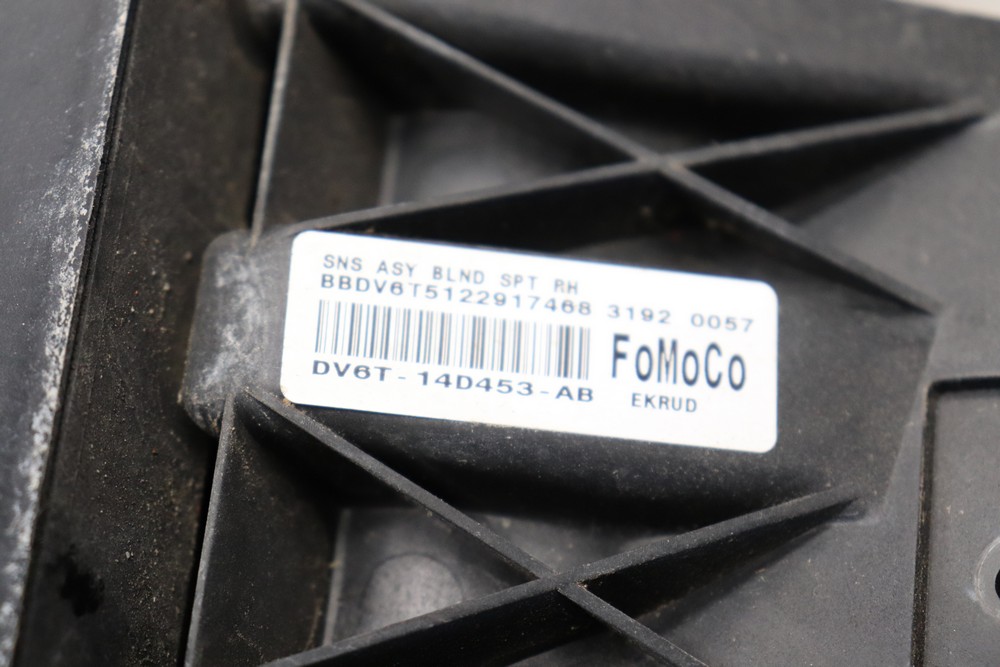 SNS ASY BLND SPT RH
BBDV6T5122917468 3192 0057
FoMoCo
DV6T-14D453-AB
EKRUD